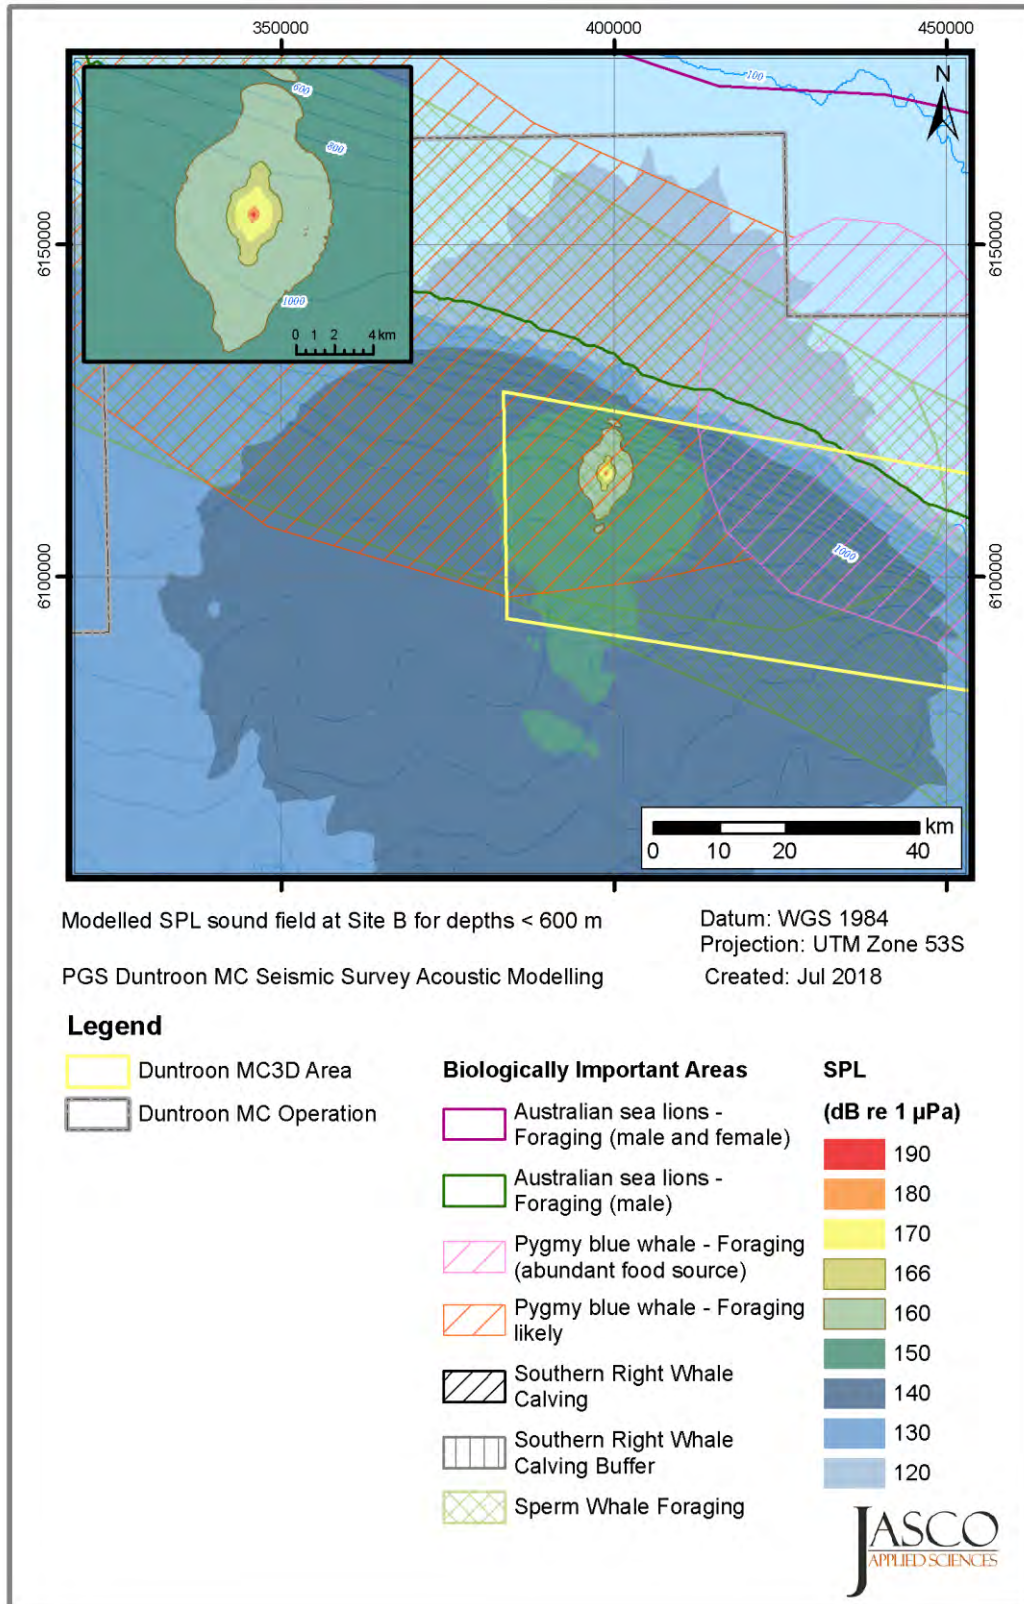 350000 400000 450000
100
N
600
800
1000
0 1 2 4 km
6150000 6150000
1000
6100000 6100000
km
0 10 20 40
Modelled SPL sound field at Site B for depths < 600 m
Datum: WGS 1984
Projection: UTM Zone 53S
PGS Duntroon MC Seismic Survey Acoustic Modelling
Created: Jul 2018
Legend
Duntroon MC3D Area
Duntroon MC Operation
Biologically Important Areas
Australian sea lions -
Foraging (male and female)
Australian sea lions -
Foraging (male)
Pygmy blue whale - Foraging
(abundant food source)
Pygmy blue whale - Foraging
likely
Southern Right Whale
Calving
Southern Right Whale
Calving Buffer
Sperm Whale Foraging
SPL
(dB re 1 µPa)
190
180
170
166
160
150
140
130
120
JASCO
APPLIED SCIENCES